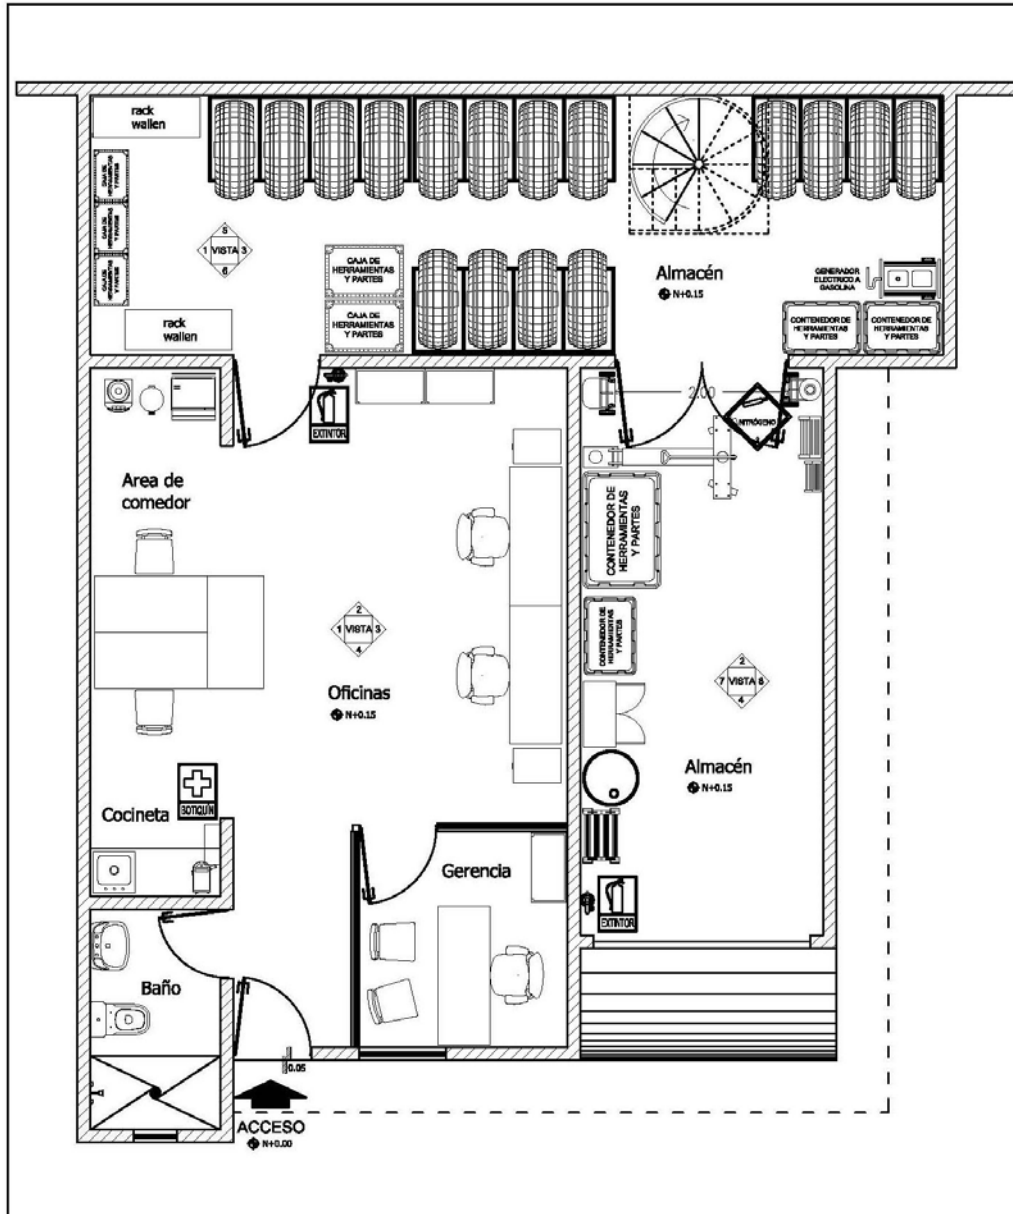 rack
wallen
CAJA DE
HERRAMIENTAS
Y PARTES
CAJA DE
HERRAMIENTAS
Y PARTES
CAJA DE
HERRAMIENTAS
Y PARTES
5
1 VISTA 3
6
CAJA DE
HERRAMIENTAS
Y PARTES
CAJA DE
HERRAMIENTAS
Y PARTES
rack
wallen
Almacén
N+0.15
GENERADOR
ELECTRICO A
GASOLINA
CONTENEDOR DE
HERRAMIENTAS
Y PARTES
CONTENEDOR DE
HERRAMIENTAS
Y PARTES
EXTINTOR
2.00
NITRÓGENO
Area de
comedor
CONTENEDOR DE
HERRAMIENTAS
Y PARTES
CONTENEDOR DE
HERRAMIENTAS
Y PARTES
2
1 VISTA 3
4
Oficinas
N+0.15
2
7 VISTA 8
4
Almacén
N+0.15
BOTIQUÍN
Cocineta
Gerencia
EXTINTOR
Baño
0.05
ACCESO
N+0.00